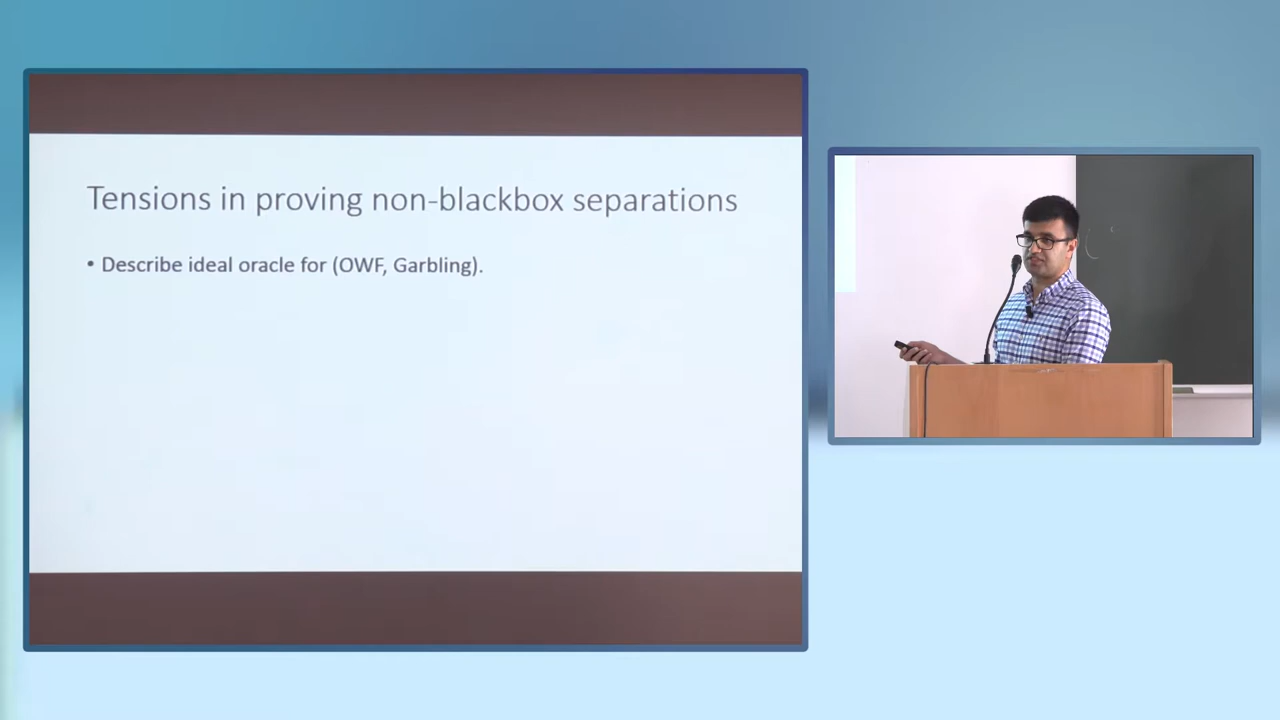 Tensions in proving non-blackbox separations
• Describe ideal oracle for (OWF, Garbling).